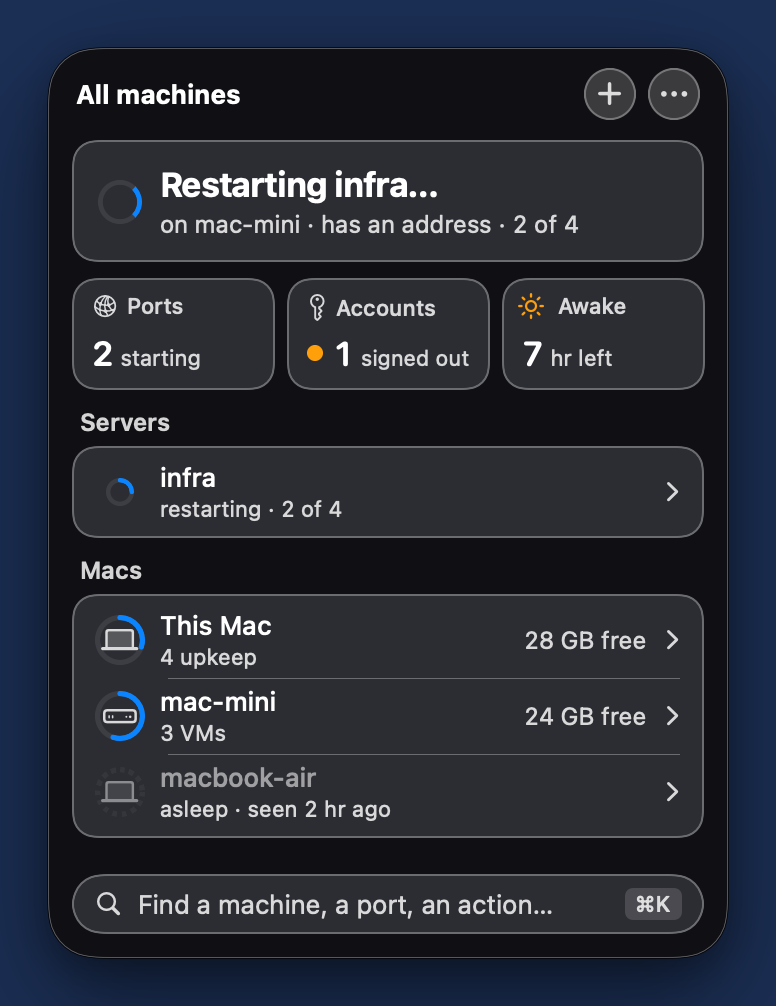 All machines
Restarting infra...
on mac-mini · has an address · 2 of 4
Ports
2 starting
Accounts
1 signed out
Awake
7 hr left
Servers
infra
restarting · 2 of 4
Macs
This Mac
4 upkeep
28 GB free
mac-mini
3 VMs
24 GB free
macbook-air
asleep · seen 2 hr ago
Find a machine, a port, an action...
⌘K